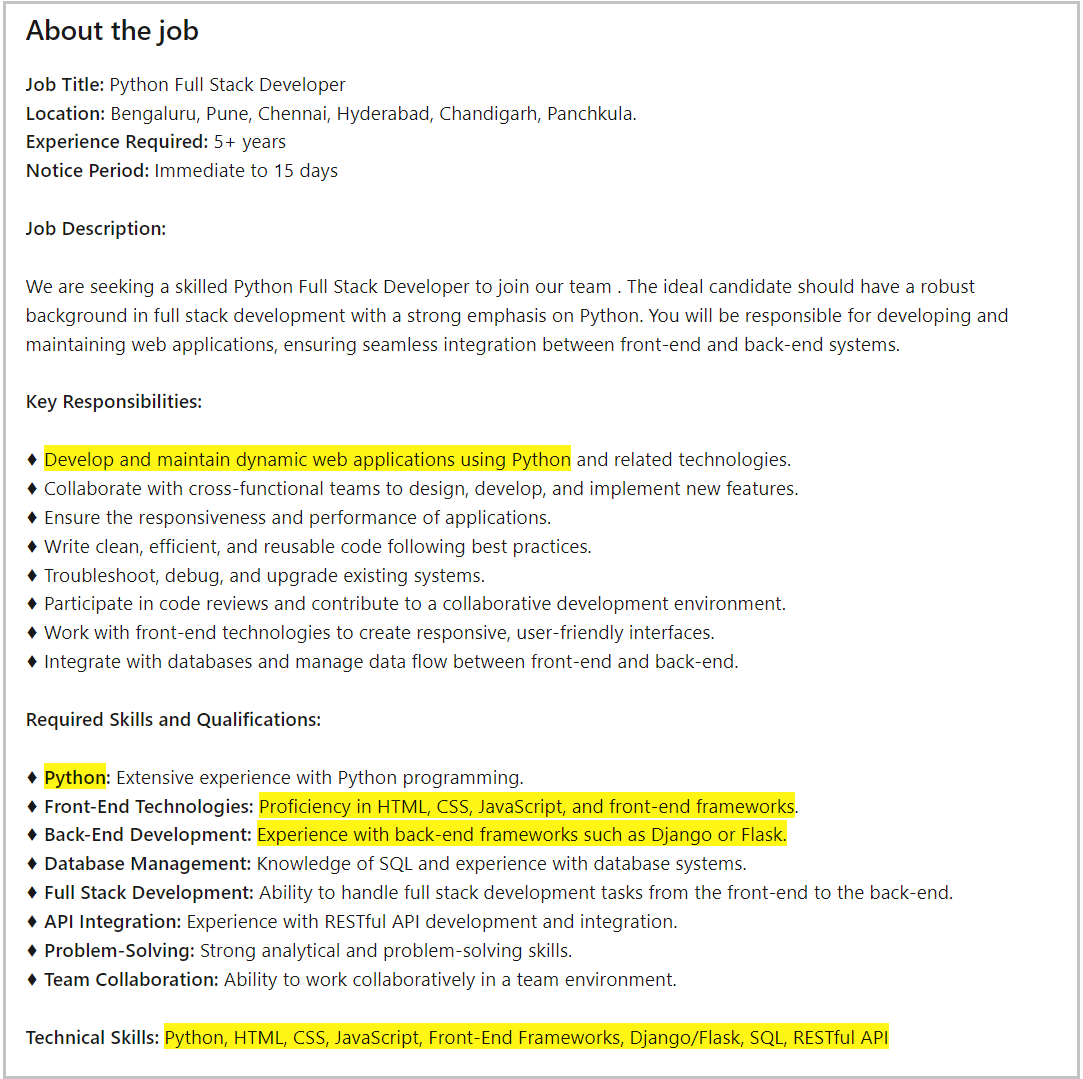 About the job
Job Title: Python Full Stack Developer
Location: Bengaluru, Pune, Chennai, Hyderabad, Chandigarh, Panchkula.
Experience Required: 5+ years
Notice Period: Immediate to 15 days
Job Description:
We are seeking a skilled Python Full Stack Developer to join our team . The ideal candidate should have a robust
background in full stack development with a strong emphasis on Python. You will be responsible for developing and
maintaining web applications, ensuring seamless integration between front-end and back-end systems.
Key Responsibilities:
♦ Develop and maintain dynamic web applications using Python and related technologies.
♦ Collaborate with cross-functional teams to design, develop, and implement new features.
♦ Ensure the responsiveness and performance of applications.
♦ Write clean, efficient, and reusable code following best practices.
♦ Troubleshoot, debug, and upgrade existing systems.
♦ Participate in code reviews and contribute to a collaborative development environment.
♦ Work with front-end technologies to create responsive, user-friendly interfaces.
♦ Integrate with databases and manage data flow between front-end and back-end.
Required Skills and Qualifications:
♦ Python: Extensive experience with Python programming.
♦ Front-End Technologies: Proficiency in HTML, CSS, JavaScript, and front-end frameworks.
♦ Back-End Development: Experience with back-end frameworks such as Django or Flask.
♦ Database Management: Knowledge of SQL and experience with database systems.
♦ Full Stack Development: Ability to handle full stack development tasks from the front-end to the back-end.
♦ API Integration: Experience with RESTful API development and integration.
♦ Problem-Solving: Strong analytical and problem-solving skills.
♦ Team Collaboration: Ability to work collaboratively in a team environment.
Technical Skills: Python, HTML, CSS, JavaScript, Front-End Frameworks, Django/Flask, SQL, RESTful API